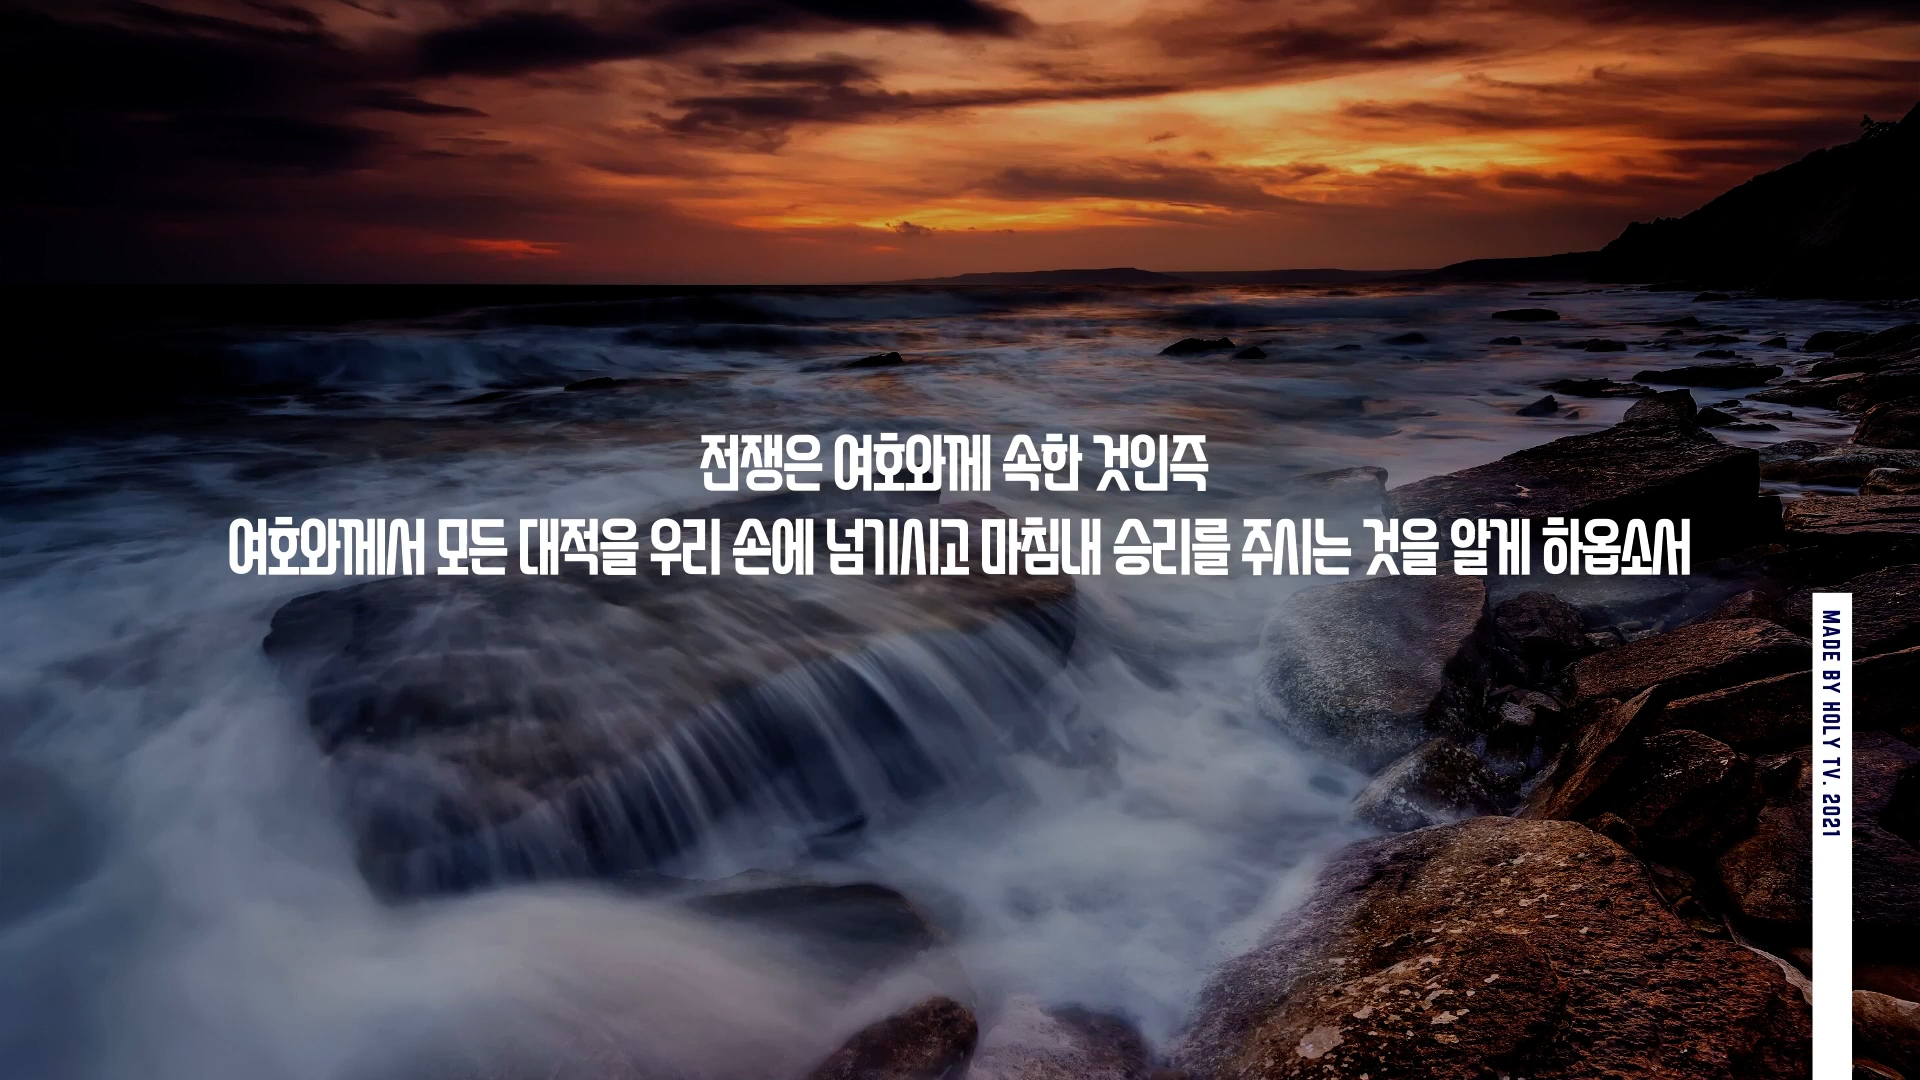 전쟁은 여호와께 속한 것인즉
여호와께서 모든 대적을 우리 손에 넘기시고 마침내 승리를 주시는 것을 알게 하옵소서
MADE BY HOLY TV. 2021